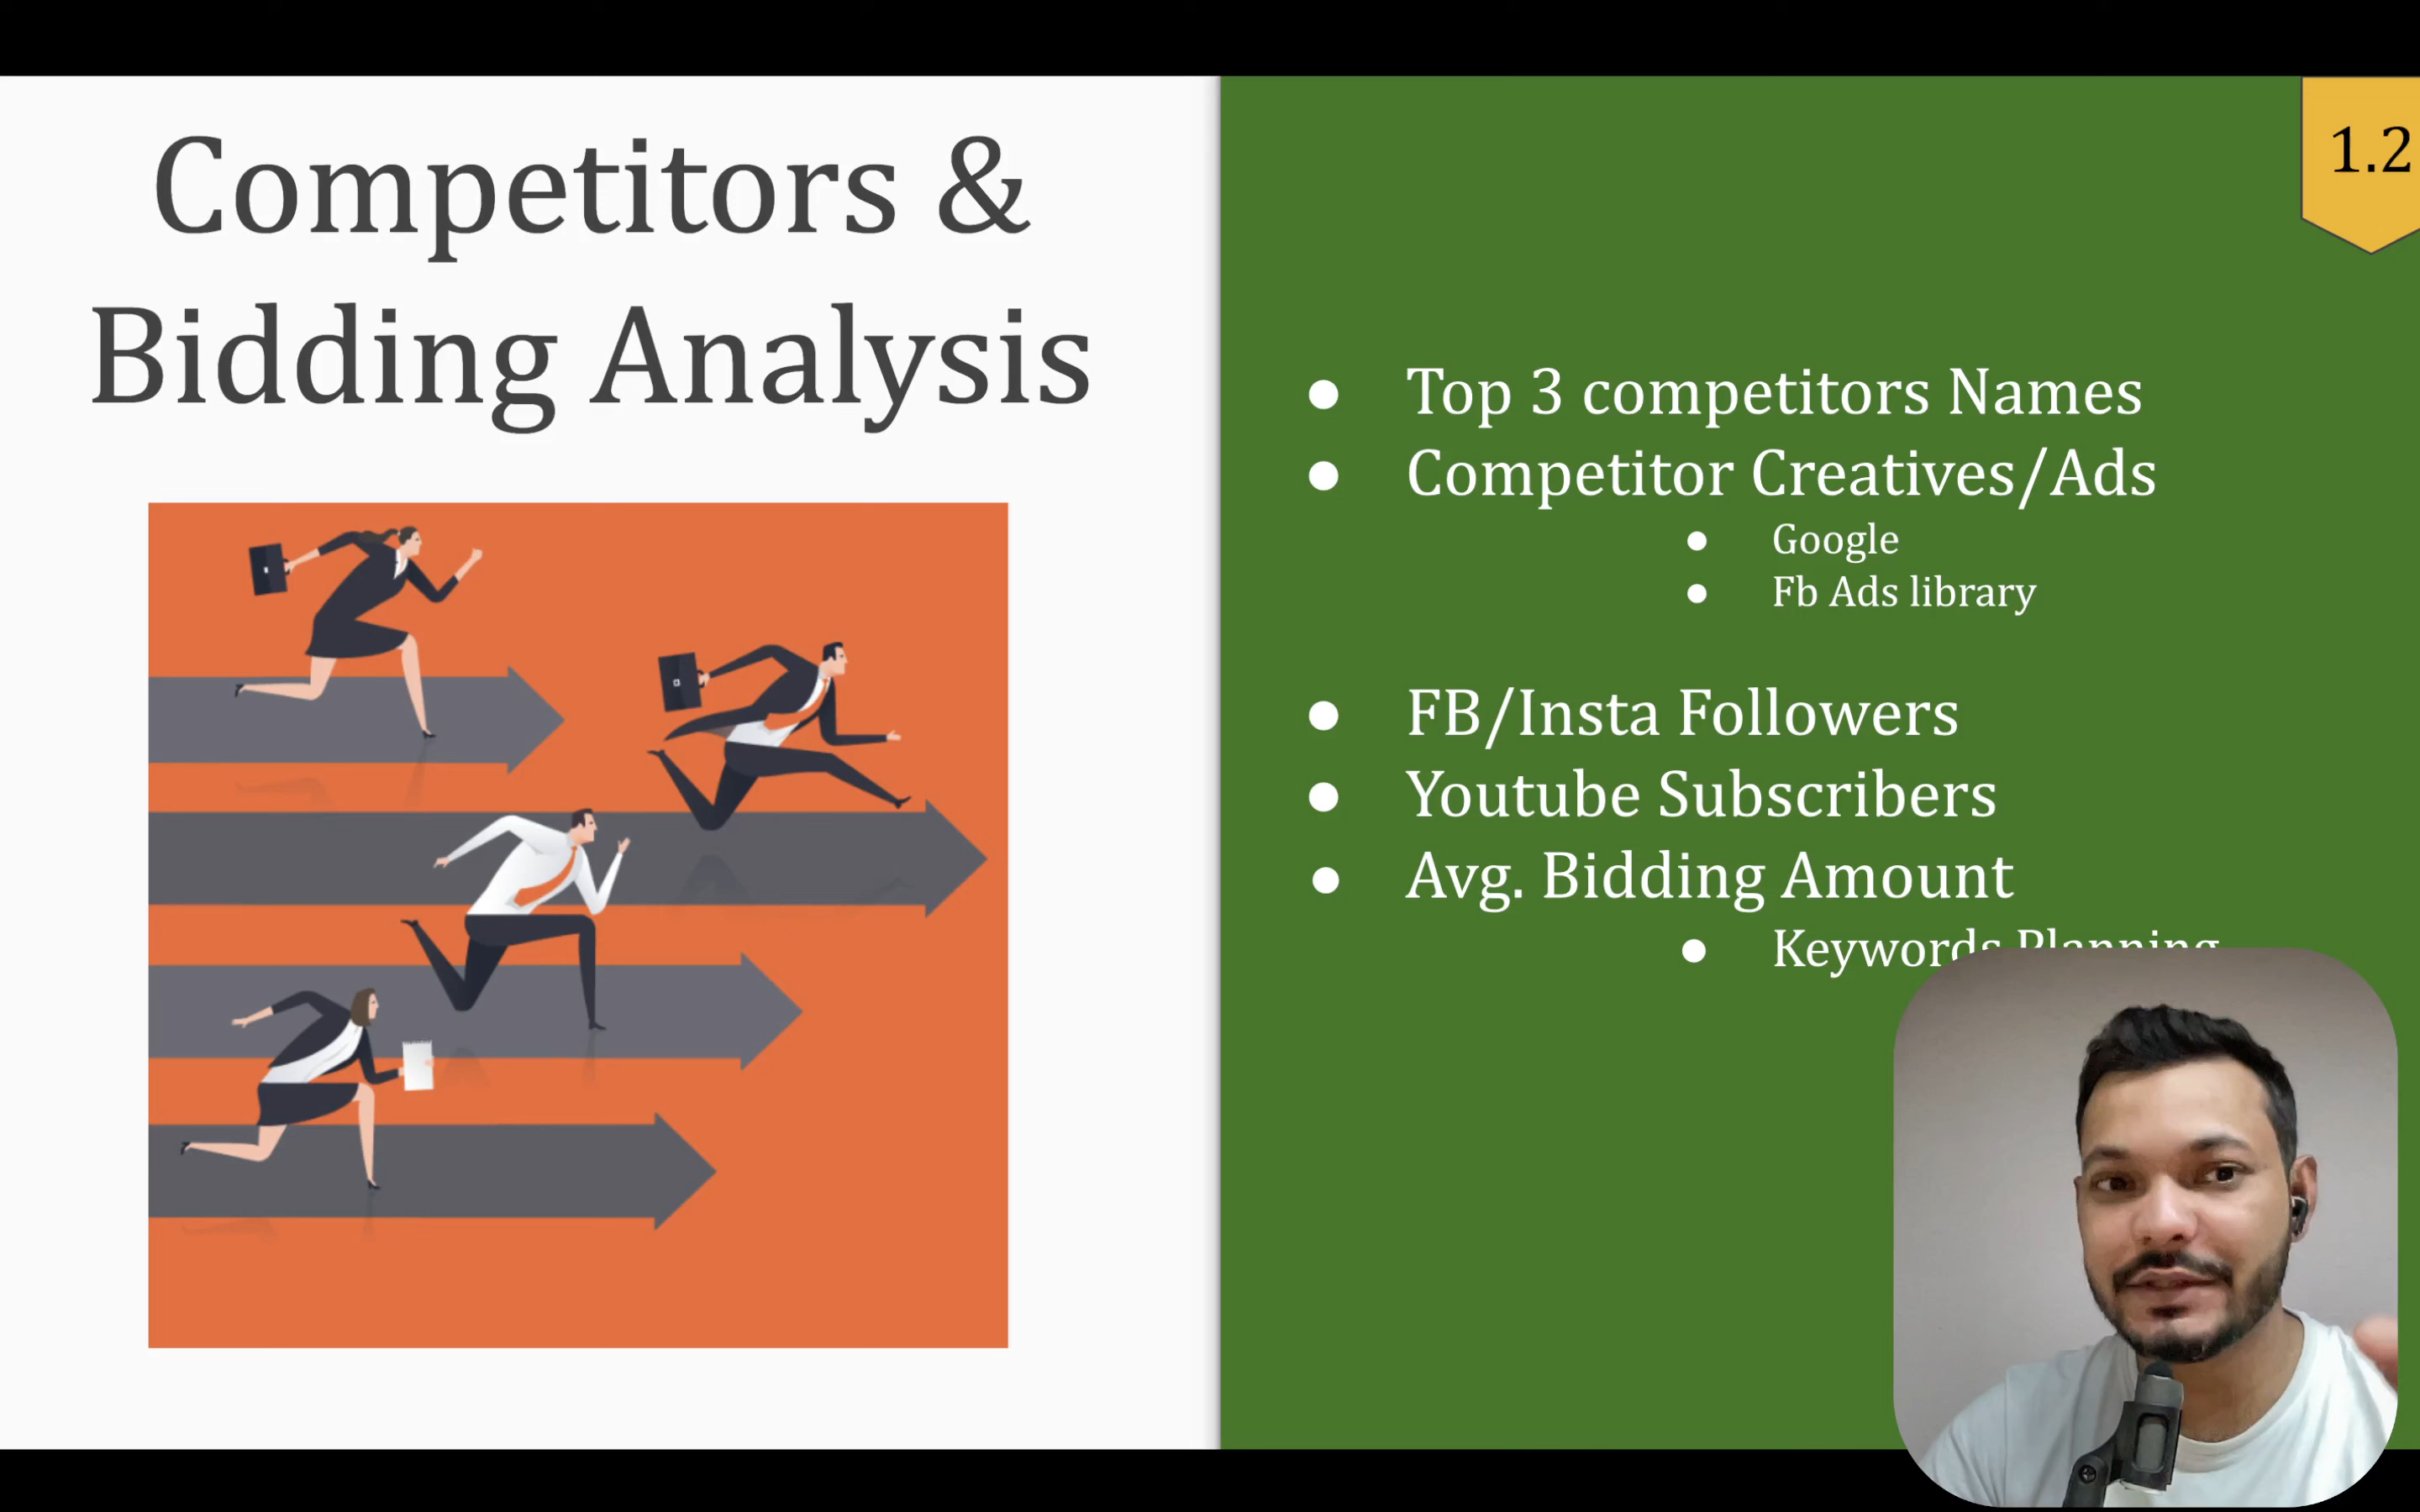 Competitors &
Bidding Analysis
1.2
Top 3 competitors Names
Competitor Creatives/Ads
Google
Fb Ads library
FB/Insta Followers
Youtube Subscribers
Avg. Bidding Amount
Keywords Planning